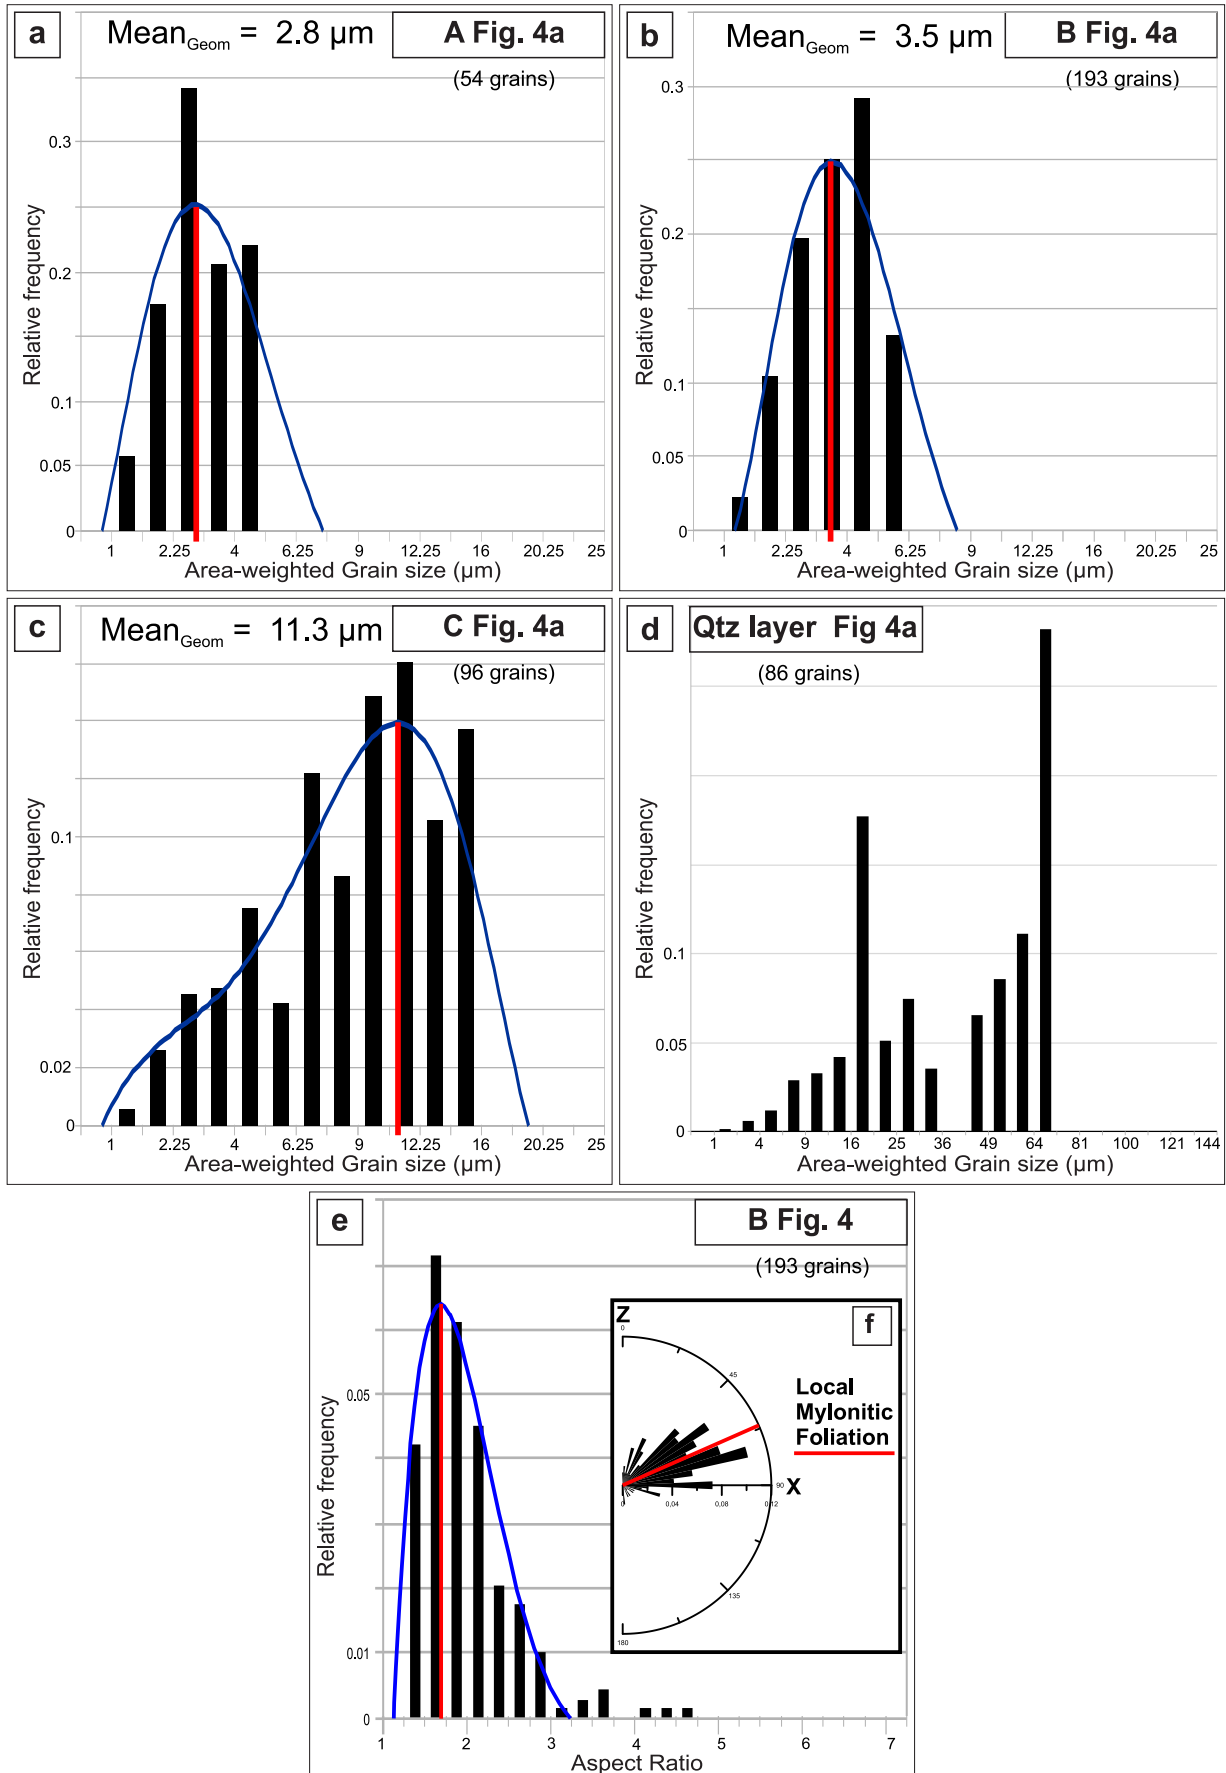 a
Mean Geom = 2.8 µm
A Fig. 4a
(54 grains)
Relative frequency
0.3
0.2
0.1
0.05
0
1 2.25 4 6.25 9 12.25 16 20.25 25
Area-weighted Grain size (µm)
b
Mean Geom = 3.5 µm
B Fig. 4a
(193 grains)
Relative frequency
0.3
0.2
0.1
0.05
0
1 2.25 4 6.25 9 12.25 16 20.25 25
Area-weighted Grain size (µm)
c
Mean Geom = 11.3 µm
C Fig. 4a
(96 grains)
Relative frequency
0.1
0.02
0
1 2.25 4 6.25 9 12.25 16 20.25 25
Area-weighted Grain size (µm)
d
Qtz layer Fig 4a
(86 grains)
Relative frequency
0.1
0.05
0
1 4 9 16 25 36 49 64 81 100 121 144
Area-weighted Grain size (µm)
e
B Fig. 4
(193 grains)
Relative frequency
0.05
0.01
0
1 2 3 4 5 6 7
Aspect Ratio
f
Z
0
45
Local
Mylonitic
Foliation
90 X
0 0,04 0,08 0,12
135
180